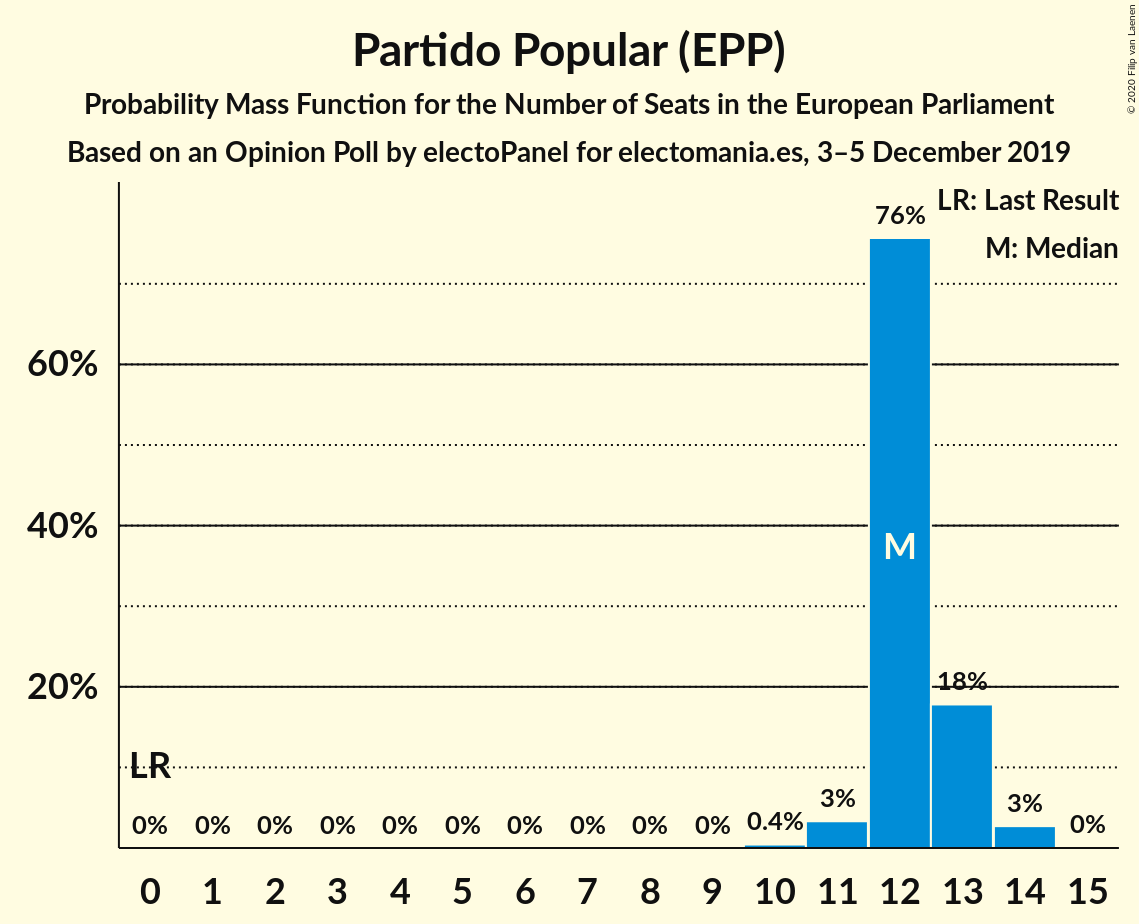 Partido Popular (EPP)
Probability Mass Function for the Number of Seats in the European Parliament
Based on an Opinion Poll by electoPanel for electomania.es, 3–5 December 2019
© 2020 Filip van Laenen
LR: Last Result
M: Median
60%
40%
20%
LR
M
0% 0% 0% 0% 0% 0% 0% 0% 0% 0% 0.4% 3% 76% 18% 3% 0%
0 1 2 3 4 5 6 7 8 9 10 11 12 13 14 15